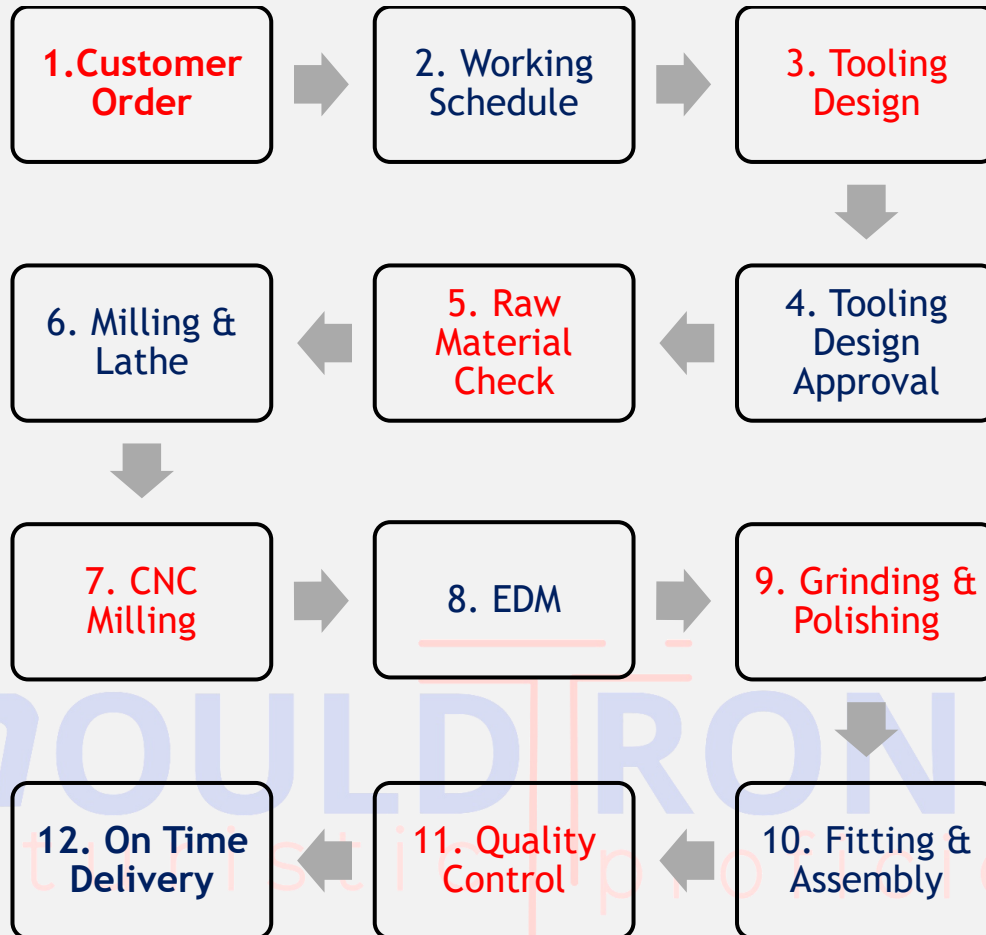 1.Customer
Order
2. Working
Schedule
3. Tooling
Design
4. Tooling
Design
Approval
5. Raw
Material
Check
6. Milling &
Lathe
7. CNC
Milling
8. EDM
9. Grinding &
Polishing
10. Fitting &
Assembly
11. Quality
Control
12. On Time
Delivery